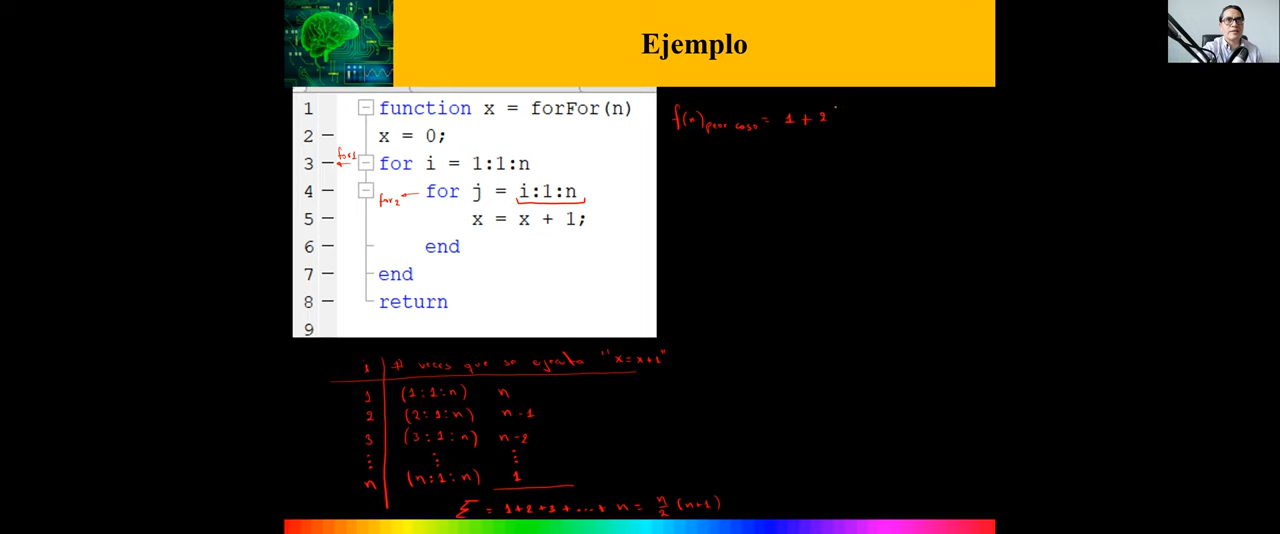 Ejemplo
1 function x = forFor(n)
2 x = 0;
for1
3 for i = 1:1:n
4 for j = i:1:n
for2
5 x = x + 1;
6 end
7 end
8 return
9
f(n) peor caso = 1 + 2
i # veces que se ejecuta "x=x+1"
1 (1:1:n) n
2 (2:1:n) n-1
3 (3:1:n) n-2
⋮ ⋮ ⋮
n (n:1:n) 1
Σ = 1+2+3+...+n = n/2 (n+1)